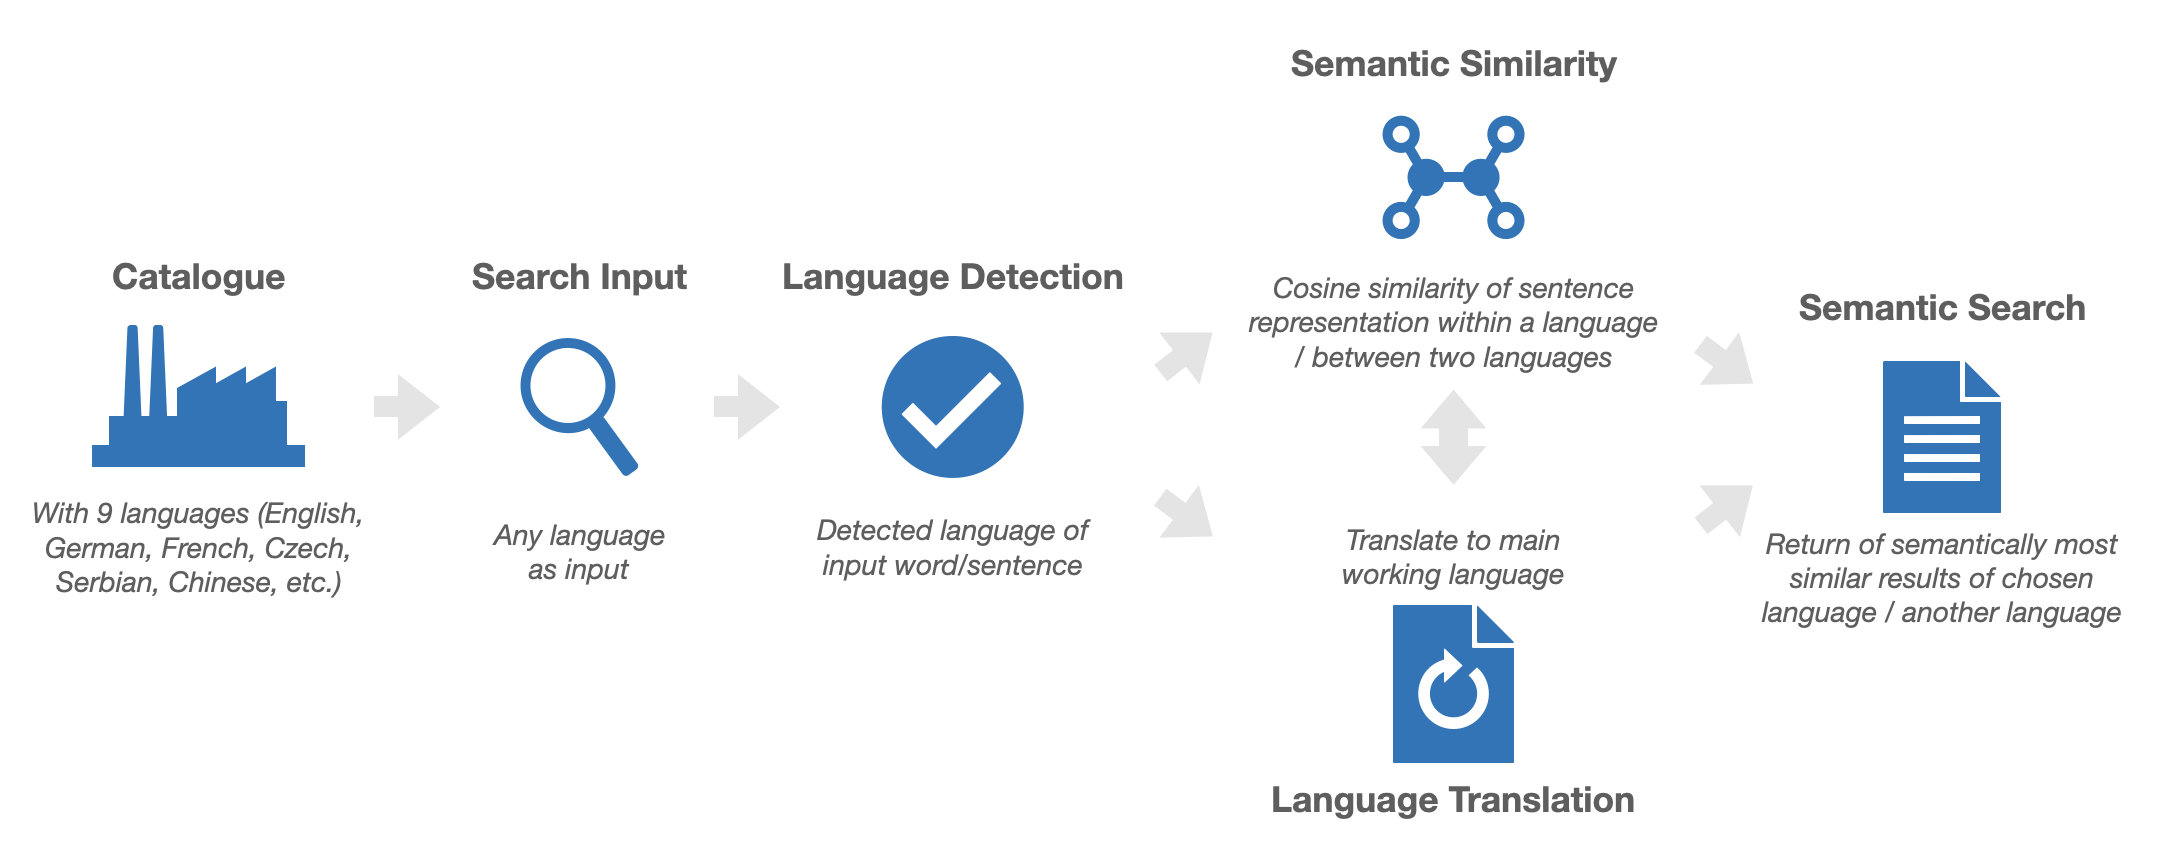 Catalogue
With 9 languages (English,
German, French, Czech,
Serbian, Chinese, etc.)
Search Input
Any language
as input
Language Detection
Detected language of
input word/sentence
Semantic Similarity
Cosine similarity of sentence
representation within a language
/ between two languages
Translate to main
working language
Language Translation
Semantic Search
Return of semantically most
similar results of chosen
language / another language